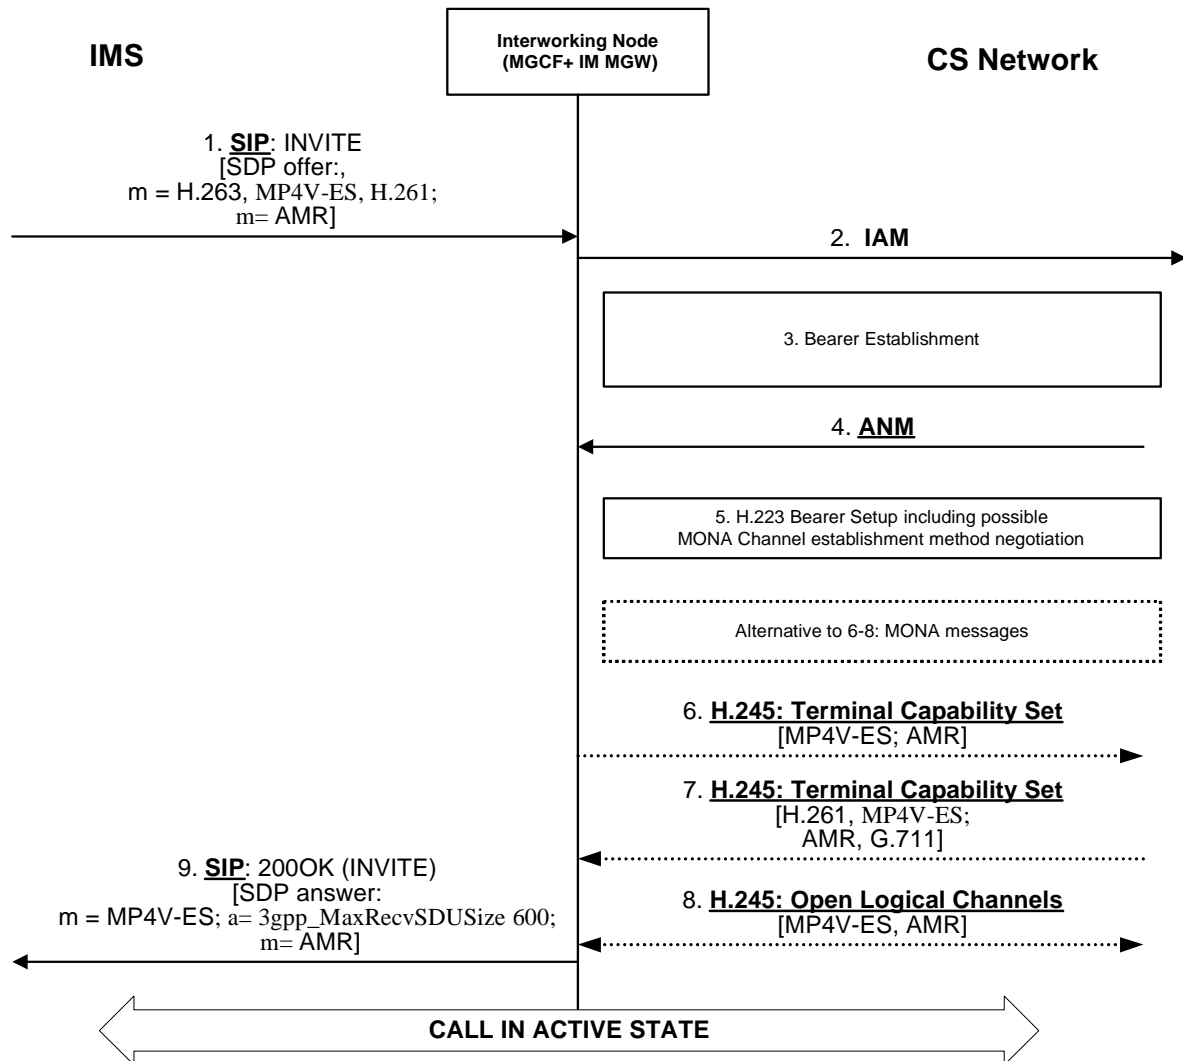 IMS
Interworking Node
(MGCF+ IM MGW)
CS Network
1. SIP: INVITE
[SDP offer:,
m = H.263, MP4V-ES, H.261;
m= AMR]
2. IAM
3. Bearer Establishment
4. ANM
5. H.223 Bearer Setup including possible
MONA Channel establishment method negotiation
Alternative to 6-8: MONA messages
6. H.245: Terminal Capability Set
[MP4V-ES; AMR]
7. H.245: Terminal Capability Set
[H.261, MP4V-ES;
AMR, G.711]
9. SIP: 200OK (INVITE)
[SDP answer:
m = MP4V-ES; a= 3gpp_MaxRecvSDUSize 600;
m= AMR]
8. H.245: Open Logical Channels
[MP4V-ES, AMR]
CALL IN ACTIVE STATE